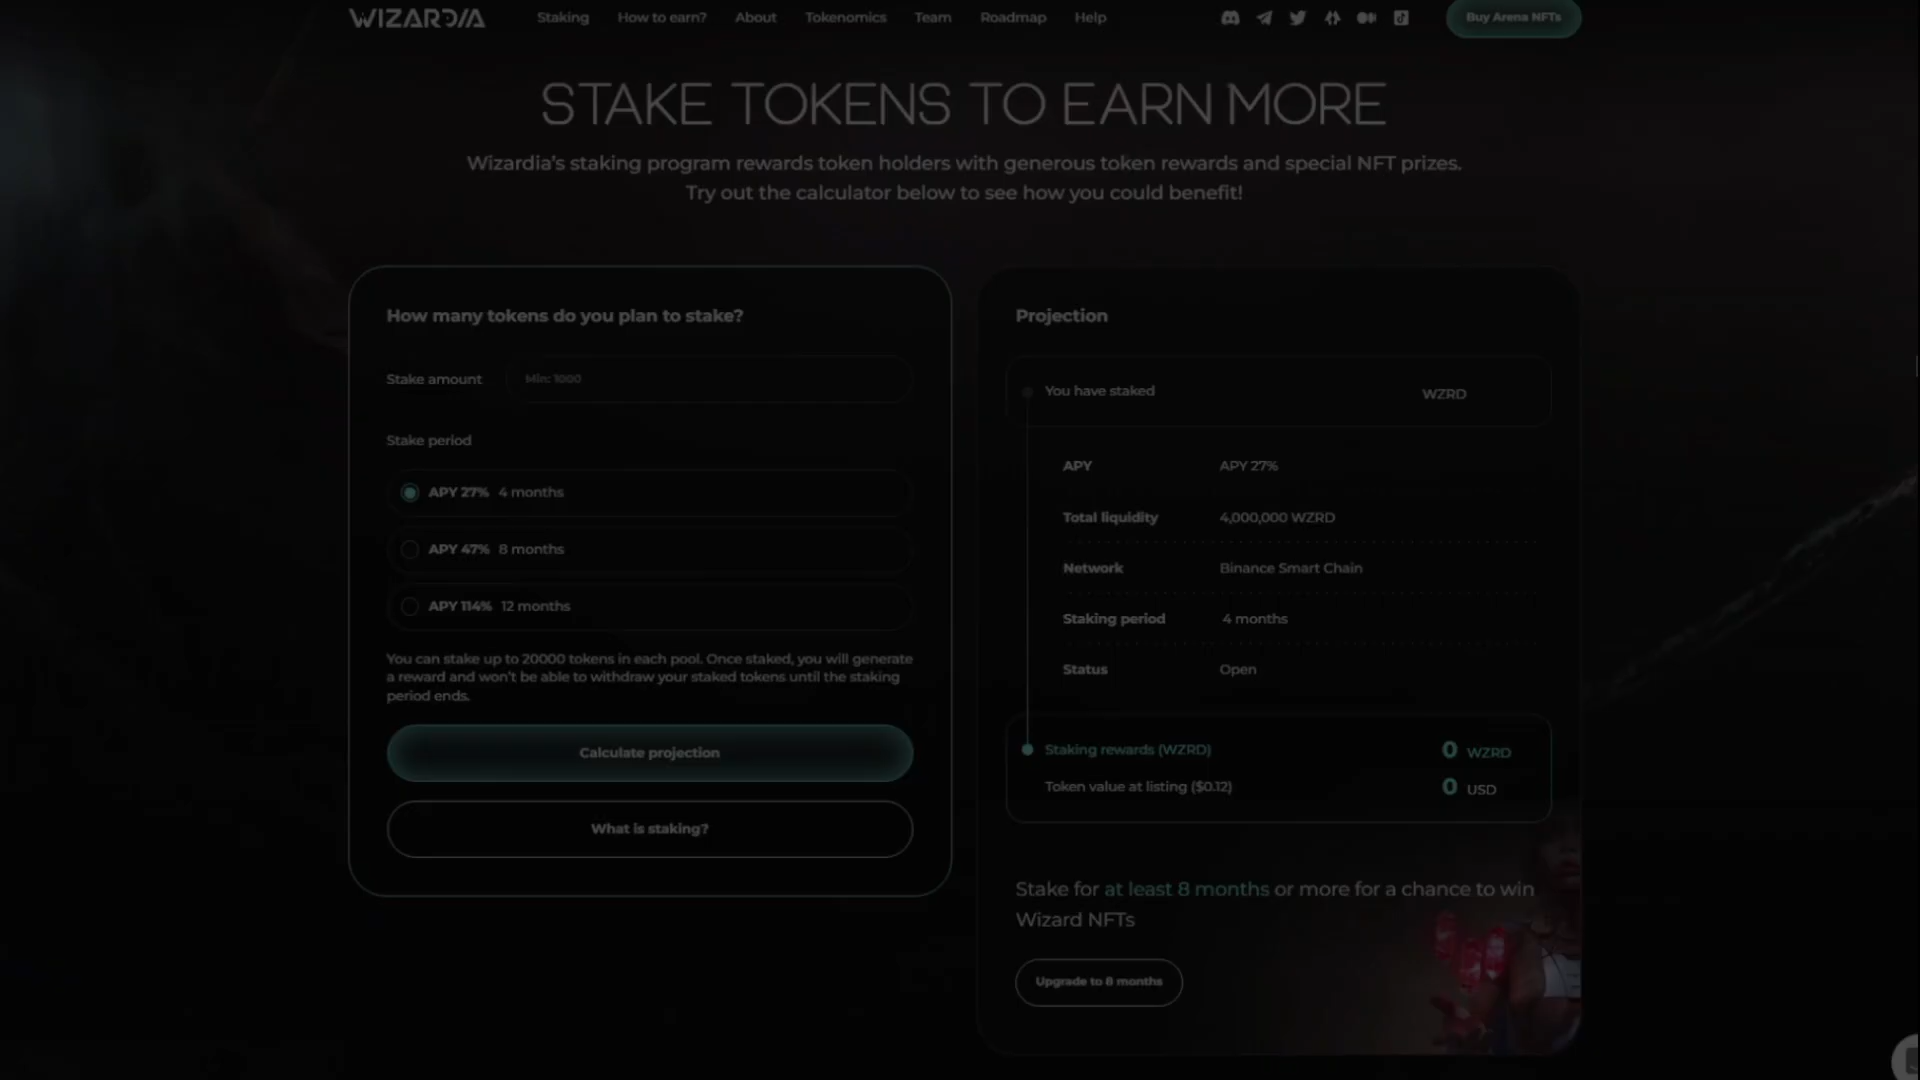 WIZARDIA
Staking
How to earn?
About
Tokenomics
Team
Roadmap
Help
Buy Arena NFTs
STAKE TOKENS TO EARN MORE
Wizardia's staking program rewards token holders with generous token rewards and special NFT prizes.
Try out the calculator below to see how you could benefit!
How many tokens do you plan to stake?
Stake amount
Min: 1000
Stake period
APY 27% 4 months
APY 47% 8 months
APY 114% 12 months
You can stake up to 20000 tokens in each pool. Once staked, you will generate
a reward and won't be able to withdraw your staked tokens until the staking
period ends.
Calculate projection
What is staking?
Projection
You have staked WZRD
APY APY 27%
Total liquidity 4,000,000 WZRD
Network Binance Smart Chain
Staking period 4 months
Status Open
Staking rewards (WZRD) 0 WZRD
Token value at listing ($0.12) 0 USD
Stake for at least 8 months or more for a chance to win
Wizard NFTs
Upgrade to 8 months